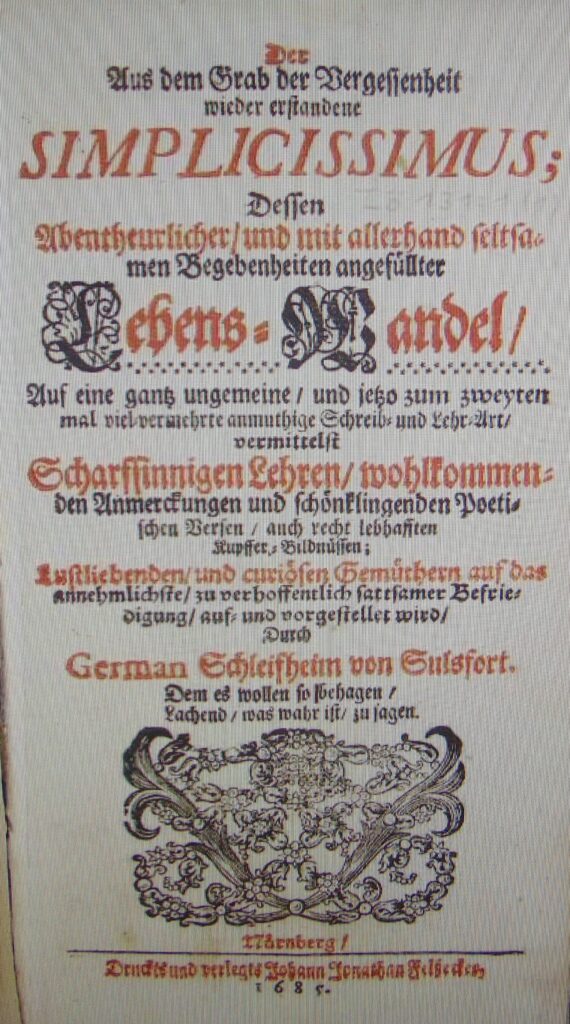 Der
Aus dem Grab der Vergessenheit
wieder erstandene
SIMPLICISSIMUS;
Dessen
Abentheurlicher/ und mit allerhand seltsa-
men Begebenheiten angefüllter
Lebens-Wandel/
Auf eine gantz ungemeine/ und jetzo zum zweyten
mal viel-vermehrte anmuthige Schreib- und Lehr-Art/
vermittelst
Scharffsinnigen Lehren/ wohlkommen-
den Anmerckungen und schönklingenden Poeti-
schen Versen/ auch recht lebhafften
Kupffer-Bildnüssen;
Lustliebenden/ und curiösen Gemüthern auf das
annehmlichste/ zu verhoffentlich sattsamer Befrie-
digung/ auf- und vorgestellet wird/
Durch
German Schleifheim von Sulsfort.
Dem es wollen so behagen/
Lachend/ was wahr ist/ zu sagen.
Nürnberg/
Druckts und verlegts Johann Jonathan Felßecker,
1685.